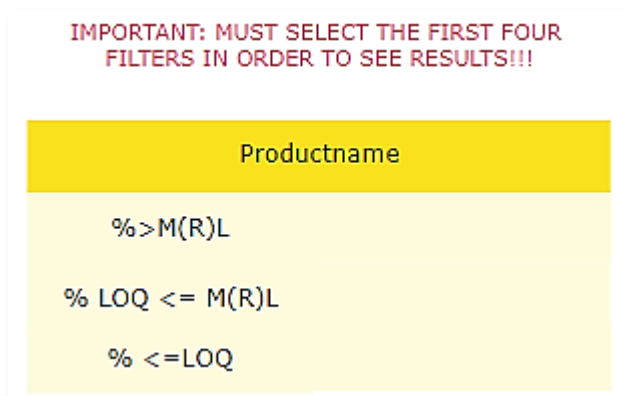 IMPORTANT: MUST SELECT THE FIRST FOUR
FILTERS IN ORDER TO SEE RESULTS!!!
Productname
%>M(R)L
% LOQ <= M(R)L
% <=LOQ